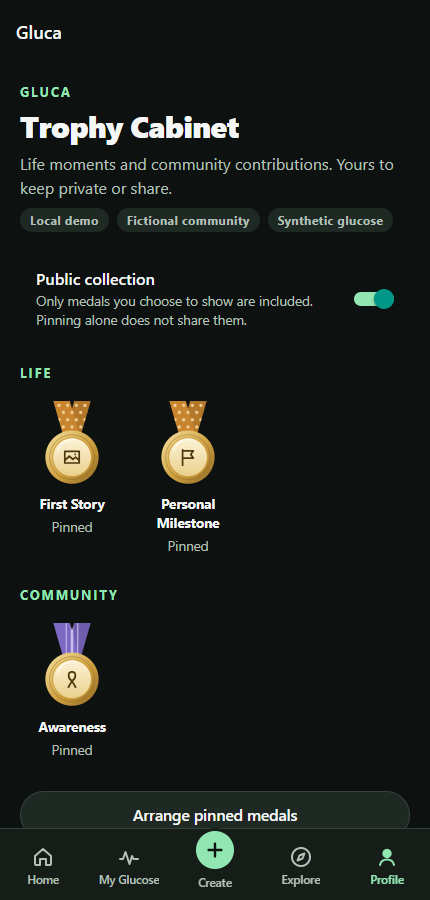 Gluca
GLUCA
Trophy Cabinet
Life moments and community contributions. Yours to
keep private or share.
Local demo Fictional community Synthetic glucose
Public collection
Only medals you choose to show are included.
Pinning alone does not share them.
LIFE
First Story
Pinned
Personal
Milestone
Pinned
COMMUNITY
Awareness
Pinned
Arrange pinned medals
Home My Glucose Create Explore Profile